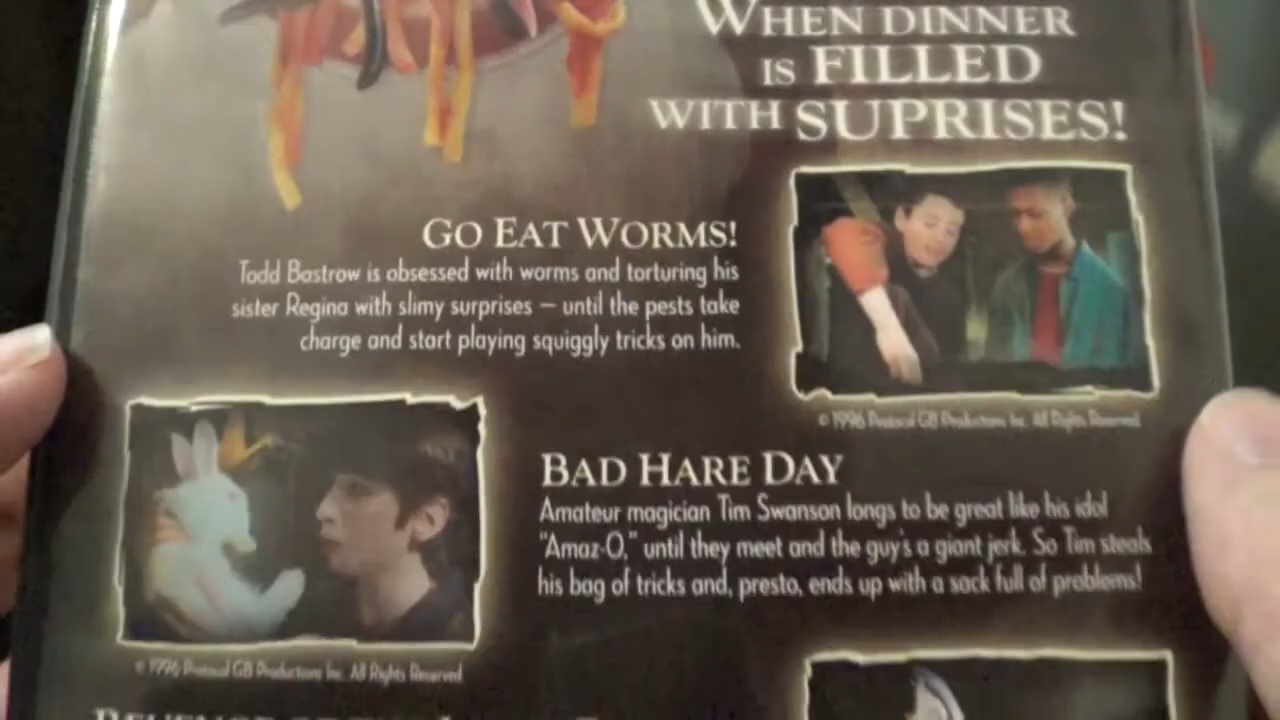 WHEN DINNER
IS FILLED
WITH SUPRISES!
GO EAT WORMS!
Todd Bastrow is obsessed with worms and torturing his
sister Regina with slimy surprises – until the pests take
charge and start playing squiggly tricks on him.
© 1996 Protocol GB Productions Inc. All Rights Reserved
BAD HARE DAY
Amateur magician Tim Swanson longs to be great like his idol
"Amaz-O," until they meet and the guy's a giant jerk. So Tim steals
his bag of tricks and, presto, ends up with a sack full of problems!
© 1996 Protocol GB Productions Inc. All Rights Reserved